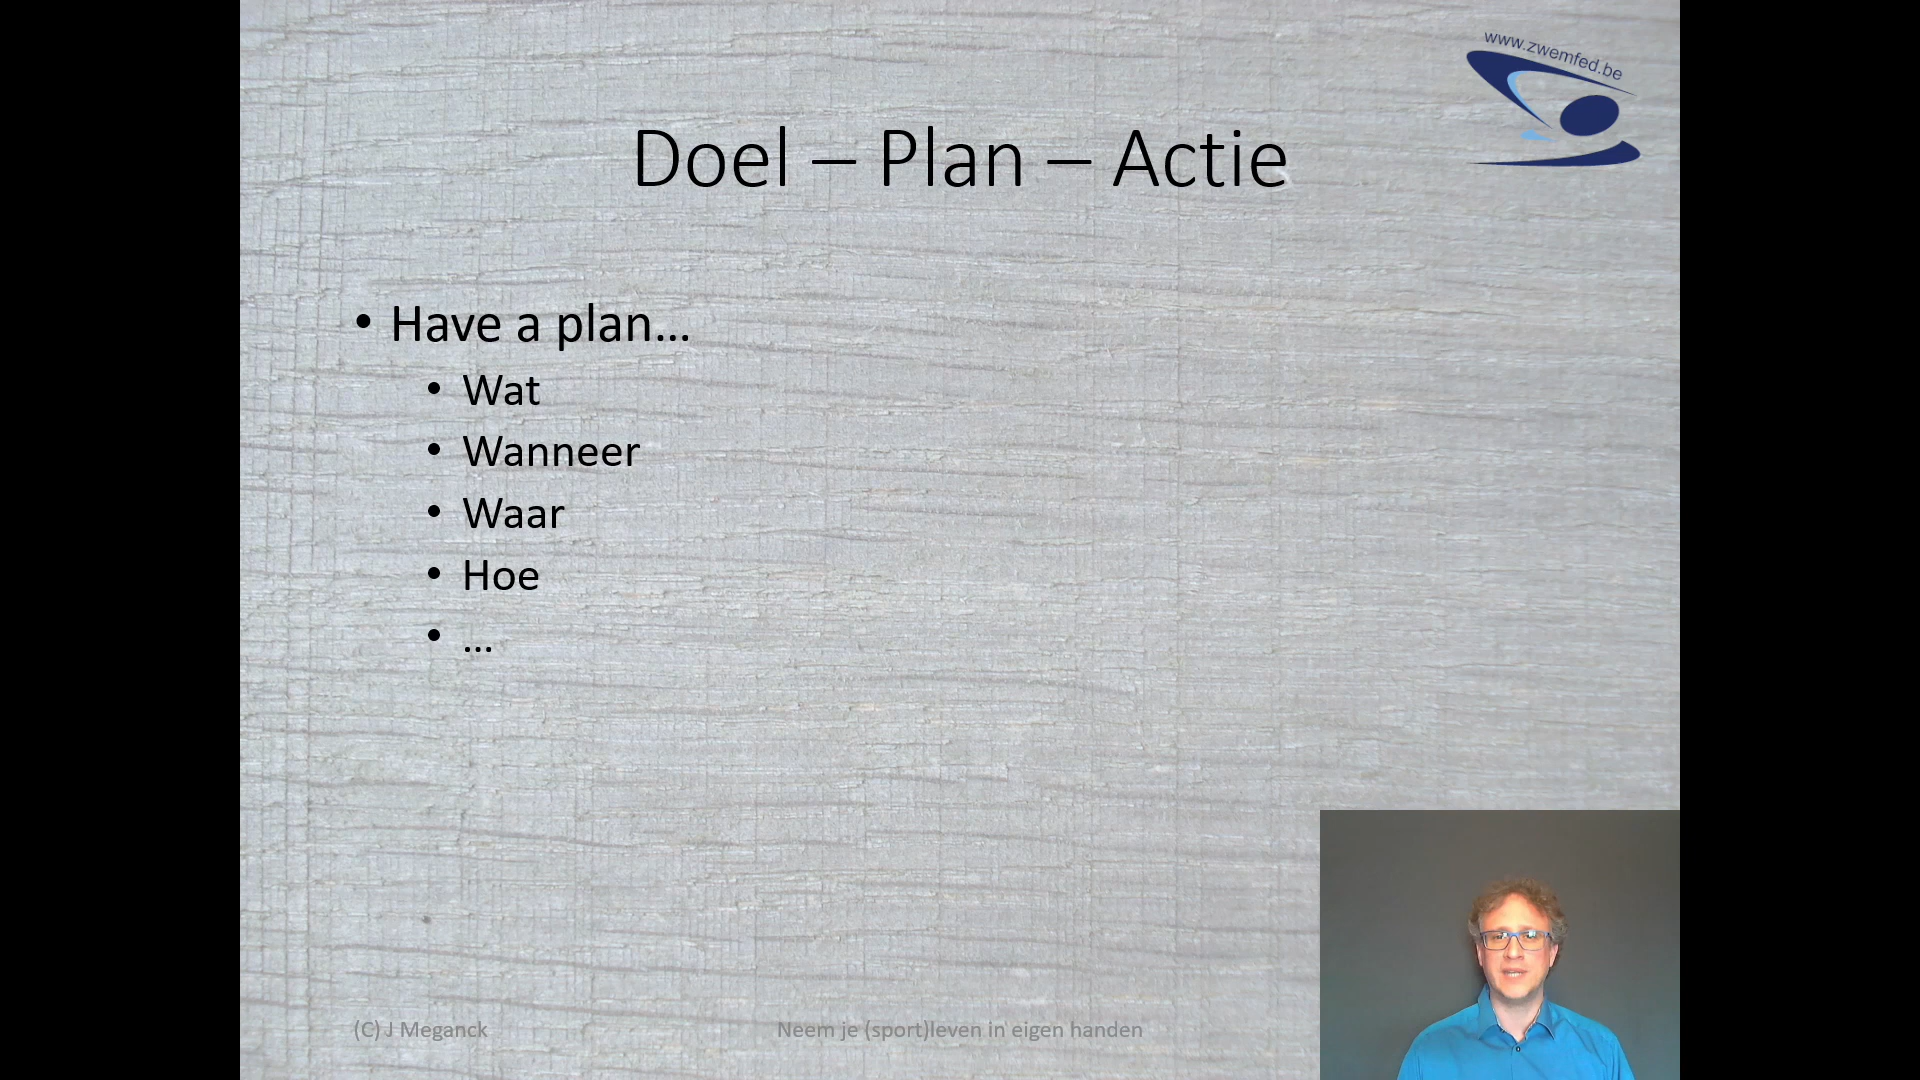 www.zwemfed.be
Doel – Plan – Actie
• Have a plan...
• Wat
• Wanneer
• Waar
• Hoe
• ...
(C) J Meganck
Neem je (sport)leven in eigen handen